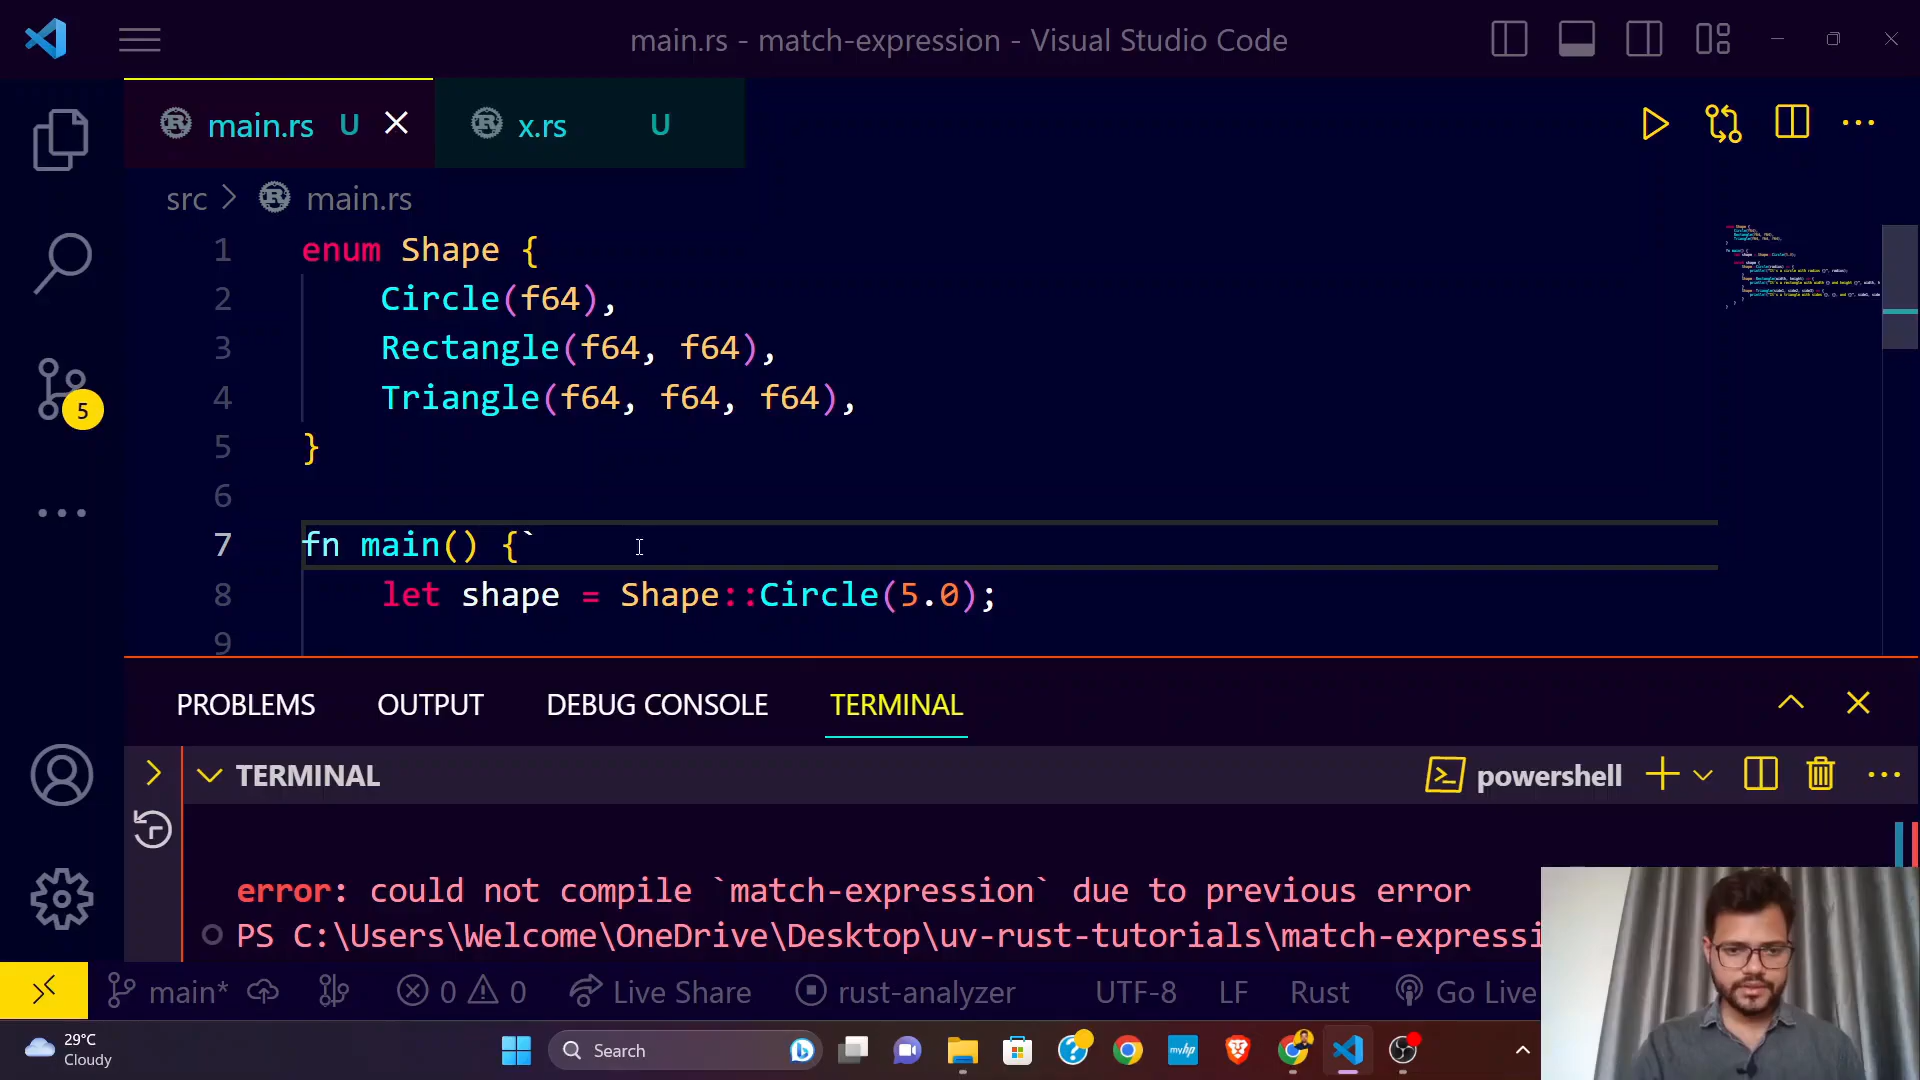 main.rs - match-expression - Visual Studio Code
main.rs U
x.rs U
src > main.rs
1 enum Shape {
2 Circle(f64),
3 Rectangle(f64, f64),
4 Triangle(f64, f64, f64),
5 }
6
7 fn main() {`
8 let shape = Shape::Circle(5.0);
9
5
PROBLEMS OUTPUT DEBUG CONSOLE TERMINAL
TERMINAL
powershell
error: could not compile `match-expression` due to previous error
PS C:\Users\Welcome\OneDrive\Desktop\uv-rust-tutorials\match-expressi
main* 0 0 Live Share rust-analyzer UTF-8 LF Rust Go Live
29°C
Cloudy
Search
myhp